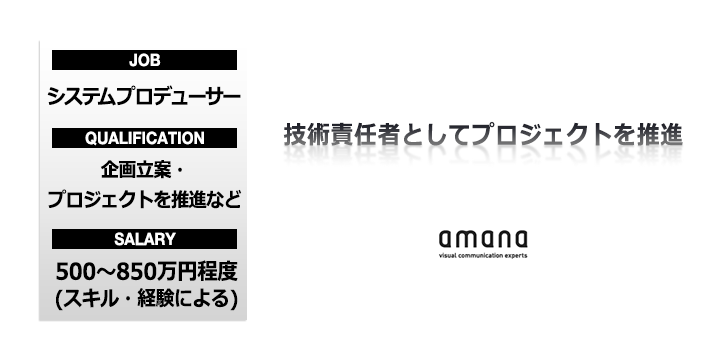 JOB
システムプロデューサー
QUALIFICATION
企画立案・
プロジェクトを推進など
SALARY
500〜850万円程度
(スキル・経験による)
技術責任者としてプロジェクトを推進
amana
visual communication experts